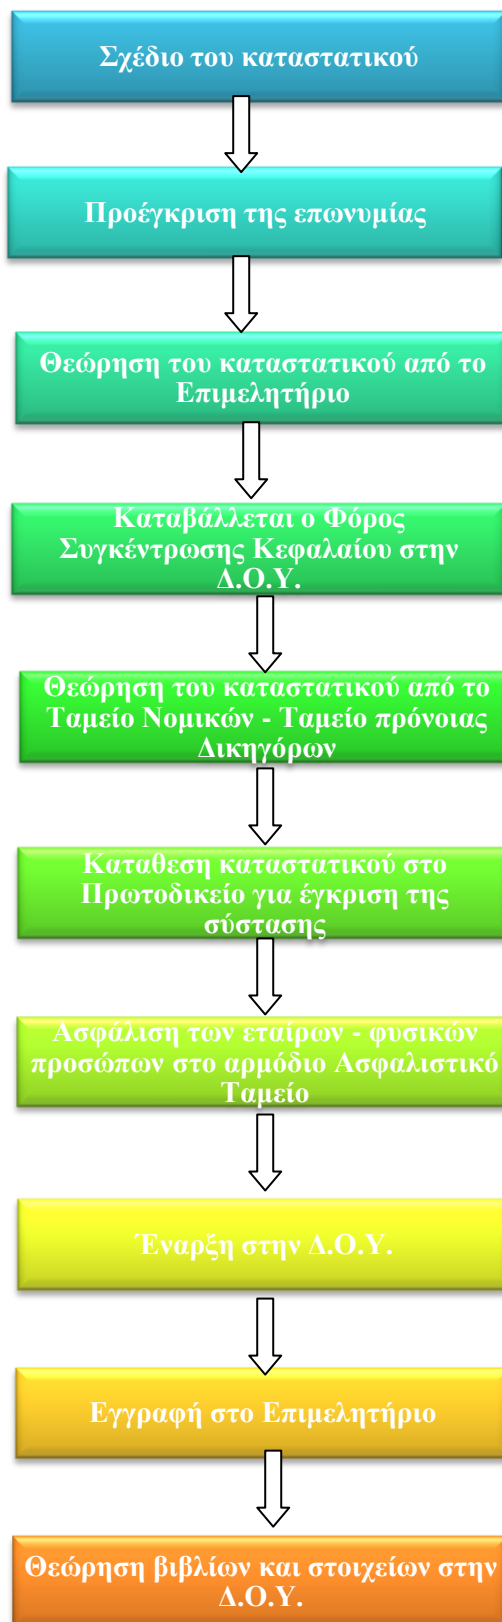 Σχέδιο του καταστατικού
Προέγκριση της επωνυμίας
Θεώρηση του καταστατικού από το
Επιμελητήριο
Καταβάλλεται ο Φόρος
Συγκέντρωσης Κεφαλαίου στην
Δ.Ο.Υ.
Θεώρηση του καταστατικού από το
Ταμείο Νομικών - Ταμείο πρόνοιας
Δικηγόρων
Καταθεση καταστατικού στο
Πρωτοδικείο για έγκριση της
σύστασης
Ασφάλιση των εταίρων - φυσικών
προσώπων στο αρμόδιο Ασφαλιστικό
Ταμείο
Έναρξη στην Δ.Ο.Υ.
Εγγραφή στο Επιμελητήριο
Θεώρηση βιβλίων και στοιχείων στην
Δ.Ο.Υ.